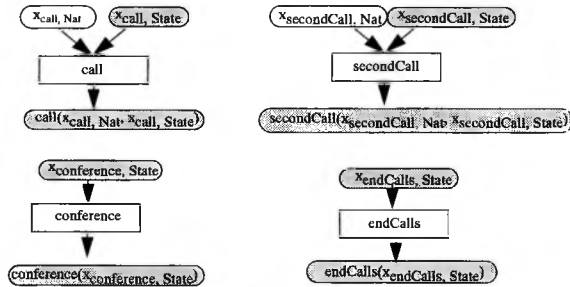 xcall, Nat xcall, State
call
call(xcall, Nat, xcall, State)
xsecondCall, Nat xsecondCall, State
secondCall
secondCall(xsecondCall, Nat, xsecondCall, State)
xconference, State
conference
conference(xconference, State)
xendCalls, State
endCalls
endCalls(xendCalls, State)